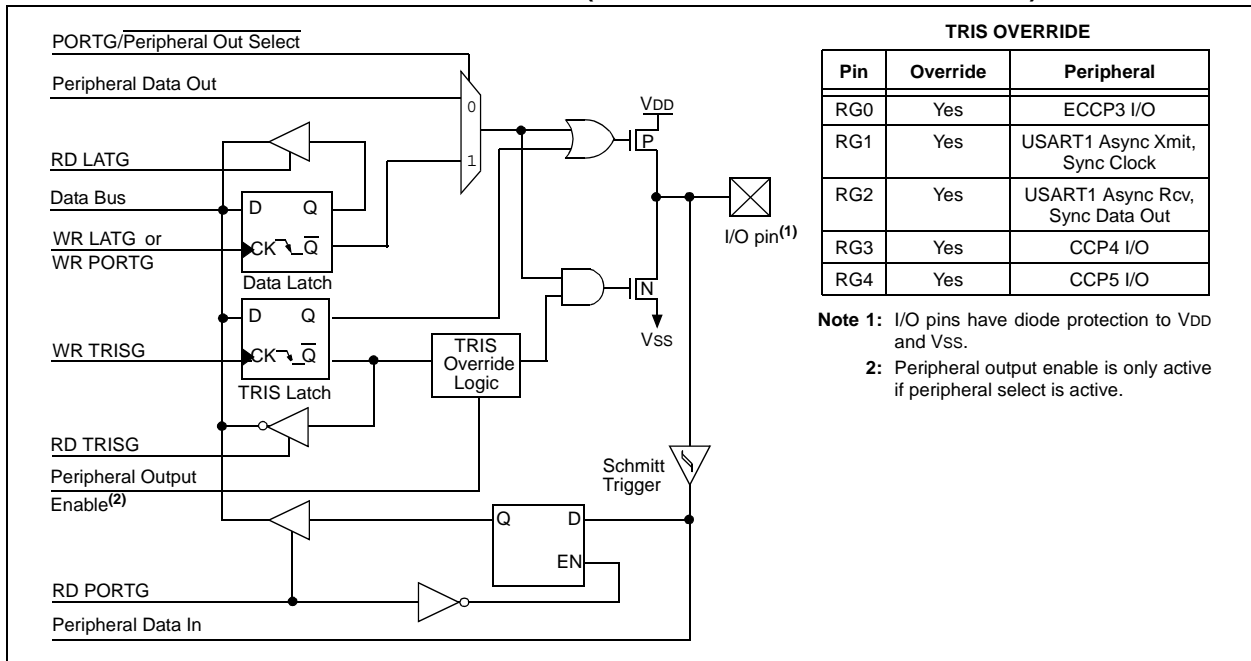 PORTG/Peripheral Out Select
Peripheral Data Out
0
1
RD LATG
Data Bus
D Q
WR LATG or
WR PORTG
CK Q
Data Latch
D Q
WR TRISG
CK Q
TRIS Latch
TRIS
Override
Logic
RD TRISG
Peripheral Output
Enable(2)
VDD
P
N
VSS
I/O pin(1)
Schmitt
Trigger
Q D
EN
RD PORTG
Peripheral Data In
TRIS OVERRIDE
Pin Override Peripheral
RG0 Yes ECCP3 I/O
RG1 Yes USART1 Async Xmit,
Sync Clock
RG2 Yes USART1 Async Rcv,
Sync Data Out
RG3 Yes CCP4 I/O
RG4 Yes CCP5 I/O
Note 1: I/O pins have diode protection to VDD
and VSS.
2: Peripheral output enable is only active
if peripheral select is active.